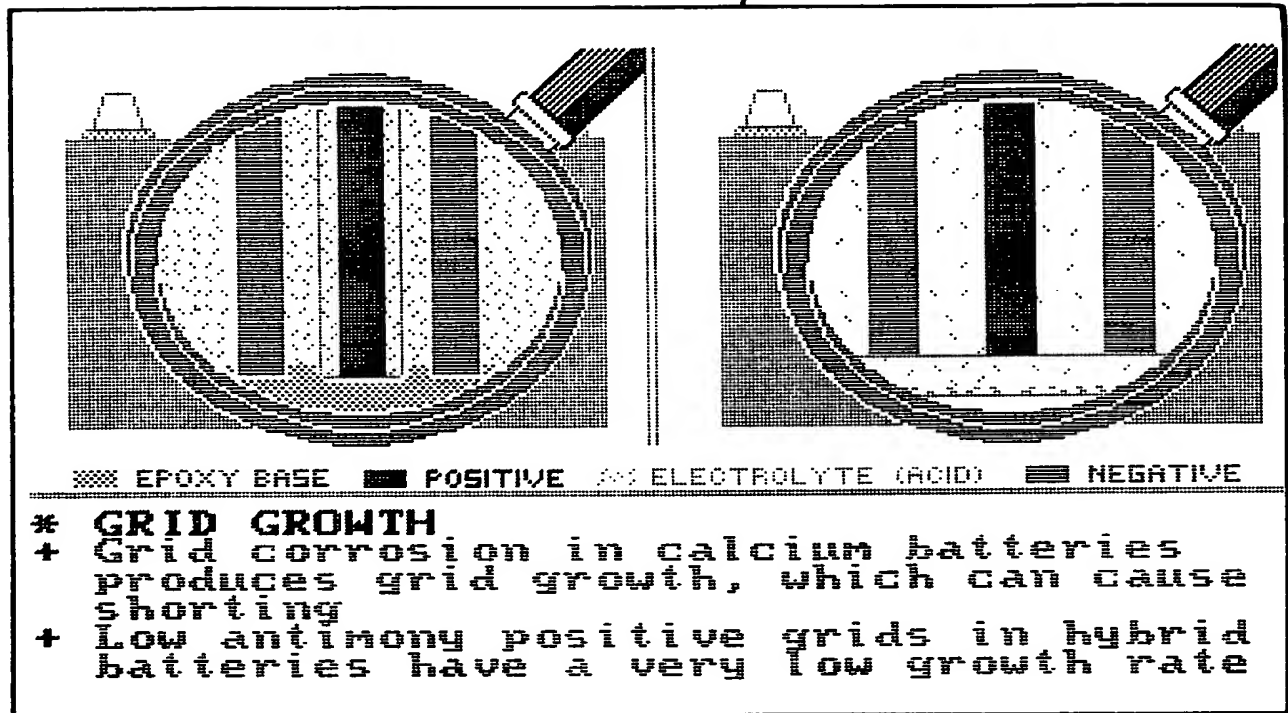 EPOXY BASE POSITIVE ELECTROLYTE (ACID) NEGATIVE
* GRID GROWTH
+ Grid corrosion in calcium batteries
produces grid growth, which can cause
shorting
+ Low antimony positive grids in hybrid
batteries have a very low growth rate